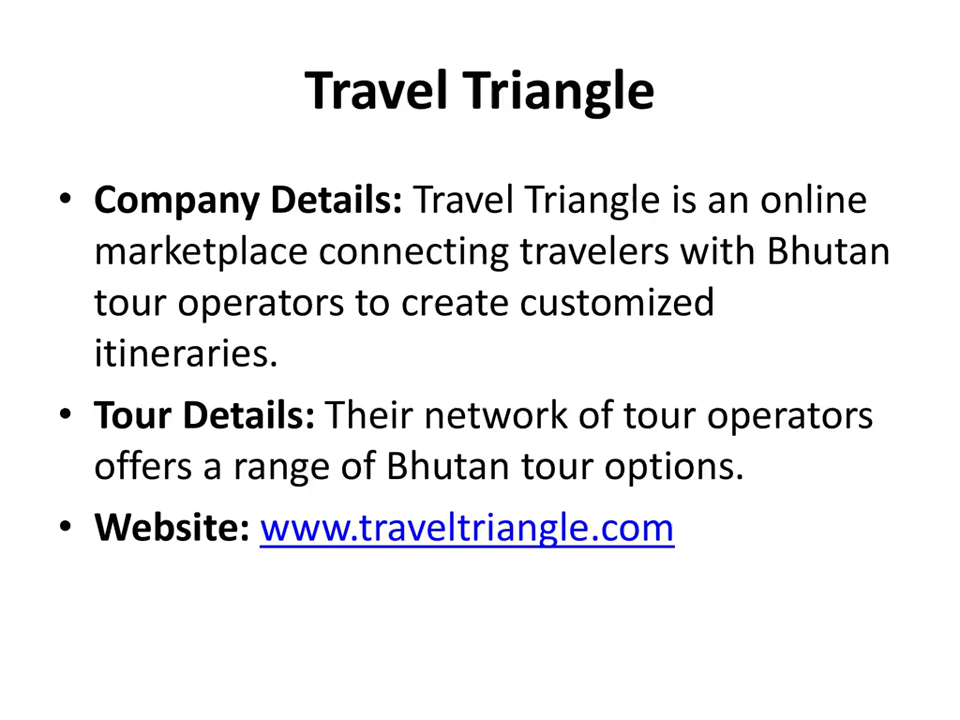 Travel Triangle
• Company Details: Travel Triangle is an online
marketplace connecting travelers with Bhutan
tour operators to create customized
itineraries.
• Tour Details: Their network of tour operators
offers a range of Bhutan tour options.
• Website: www.traveltriangle.com